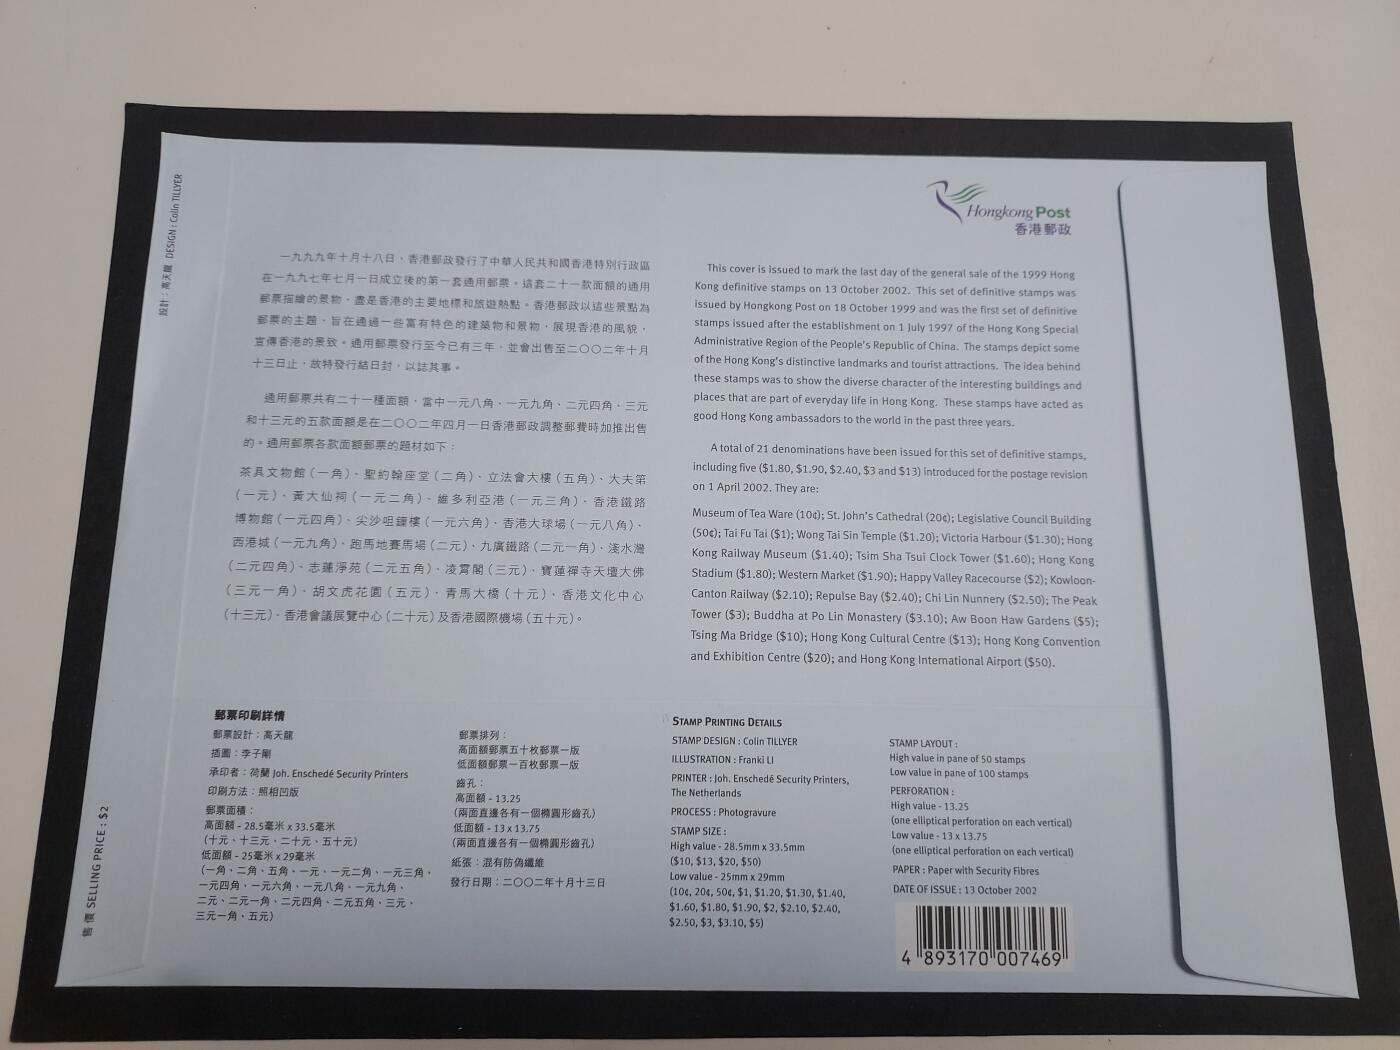 設計：高天龍 DESIGN : Colin TILLYER
Hongkong Post
香港郵政
一九九九年十月十八日，香港郵政發行了中華人民共和國香港特別行政區
在一九九七年七月一日成立後的第一套通用郵票。這套二十一款面額的通用
郵票描繪的景物，盡是香港的主要地標和旅遊熱點。香港郵政以這些景點為
郵票的主題，旨在通過一些富有特色的建築物和景物，展現香港的風貌，
宣傳香港的景致。通用郵票發行至今已有三年，並會出售至二〇〇二年十月
十三日止，故特發行結日封，以誌其事。
通用郵票共有二十一種面額，當中一元八角、一元九角、二元四角、三元
和十三元的五款面額是在二〇〇二年四月一日香港郵政調整郵費時加推出售
的。通用郵票各款面額郵票的題材如下：
茶具文物館（一角）、聖約翰座堂（二角）、立法會大樓（五角）、大夫第
（一元）、黃大仙祠（一元二角）、維多利亞港（一元三角）、香港鐵路
博物館（一元四角）、尖沙咀鐘樓（一元六角）、香港大球場（一元八角）、
西港城（一元九角）、跑馬地賽馬場（二元）、九廣鐵路（二元一角）、淺水灣
（二元四角）、志蓮淨苑（二元五角）、凌霄閣（三元）、寶蓮禪寺天壇大佛
（三元一角）、胡文虎花園（五元）、青馬大橋（十元）、香港文化中心
（十三元）、香港會議展覽中心（二十元）及香港國際機場（五十元）。
This cover is issued to mark the last day of the general sale of the 1999 Hong
Kong definitive stamps on 13 October 2002. This set of definitive stamps was
issued by Hongkong Post on 18 October 1999 and was the first set of definitive
stamps issued after the establishment on 1 July 1997 of the Hong Kong Special
Administrative Region of the People's Republic of China. The stamps depict some
of the Hong Kong's distinctive landmarks and tourist attractions. The idea behind
these stamps was to show the diverse character of the interesting buildings and
places that are part of everyday life in Hong Kong. These stamps have acted as
good Hong Kong ambassadors to the world in the past three years.
A total of 21 denominations have been issued for this set of definitive stamps,
including five ($1.80, $1.90, $2.40, $3 and $13) introduced for the postage revision
on 1 April 2002. They are:
Museum of Tea Ware (10¢); St. John's Cathedral (20¢); Legislative Council Building
(50¢); Tai Fu Tai ($1); Wong Tai Sin Temple ($1.20); Victoria Harbour ($1.30); Hong
Kong Railway Museum ($1.40); Tsim Sha Tsui Clock Tower ($1.60); Hong Kong
Stadium ($1.80); Western Market ($1.90); Happy Valley Racecourse ($2); Kowloon-
Canton Railway ($2.10); Repulse Bay ($2.40); Chi Lin Nunnery ($2.50); The Peak
Tower ($3); Buddha at Po Lin Monastery ($3.10); Aw Boon Haw Gardens ($5);
Tsing Ma Bridge ($10); Hong Kong Cultural Centre ($13); Hong Kong Convention
and Exhibition Centre ($20); and Hong Kong International Airport ($50).
售價 SELLING PRICE : $2
郵票印刷詳情
郵票設計：高天龍
插圖：李子剛
承印者：荷蘭 Joh. Enschedé Security Printers
印刷方法：照相凹版
郵票面積：
高面額 - 28.5毫米 x 33.5毫米
（十元、十三元、二十元、五十元）
低面額 - 25毫米 x 29毫米
（一角、二角、五角、一元、一元二角、一元三角、
一元四角、一元六角、一元八角、一元九角、
二元、二元一角、二元四角、二元五角、三元、
三元一角、五元）
郵票排列：
高面額郵票五十枚郵票一版
低面額郵票一百枚郵票一版
齒孔：
高面額 - 13.25
（兩面直邊各有一個橢圓形齒孔）
低面額 - 13 x 13.75
（兩面直邊各有一個橢圓形齒孔）
紙張：混有防偽纖維
發行日期：二〇〇二年十月十三日
STAMP PRINTING DETAILS
STAMP DESIGN : Colin TILLYER
ILLUSTRATION : Franki LI
PRINTER : Joh. Enschedé Security Printers,
The Netherlands
PROCESS : Photogravure
STAMP SIZE :
High value - 28.5mm x 33.5mm
($10, $13, $20, $50)
Low value - 25mm x 29mm
(10¢, 20¢, 50¢, $1, $1.20, $1.30, $1.40,
$1.60, $1.80, $1.90, $2, $2.10, $2.40,
$2.50, $3, $3.10, $5)
STAMP LAYOUT :
High value in pane of 50 stamps
Low value in pane of 100 stamps
PERFORATION :
High value - 13.25
(one elliptical perforation on each vertical)
Low value - 13 x 13.75
(one elliptical perforation on each vertical)
PAPER : Paper with Security Fibres
DATE OF ISSUE : 13 October 2002
4 893170 007469